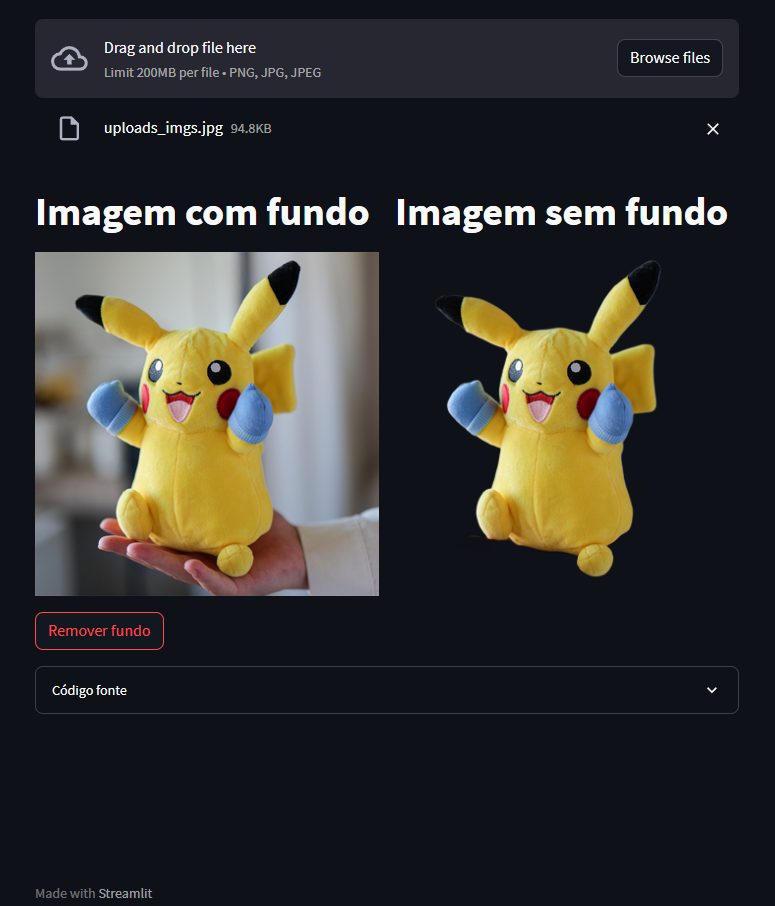 Drag and drop file here
Limit 200MB per file • PNG, JPG, JPEG
Browse files
uploads_imgs.jpg 94.8KB
Imagem com fundo
Imagem sem fundo
Remover fundo
Código fonte
Made with Streamlit